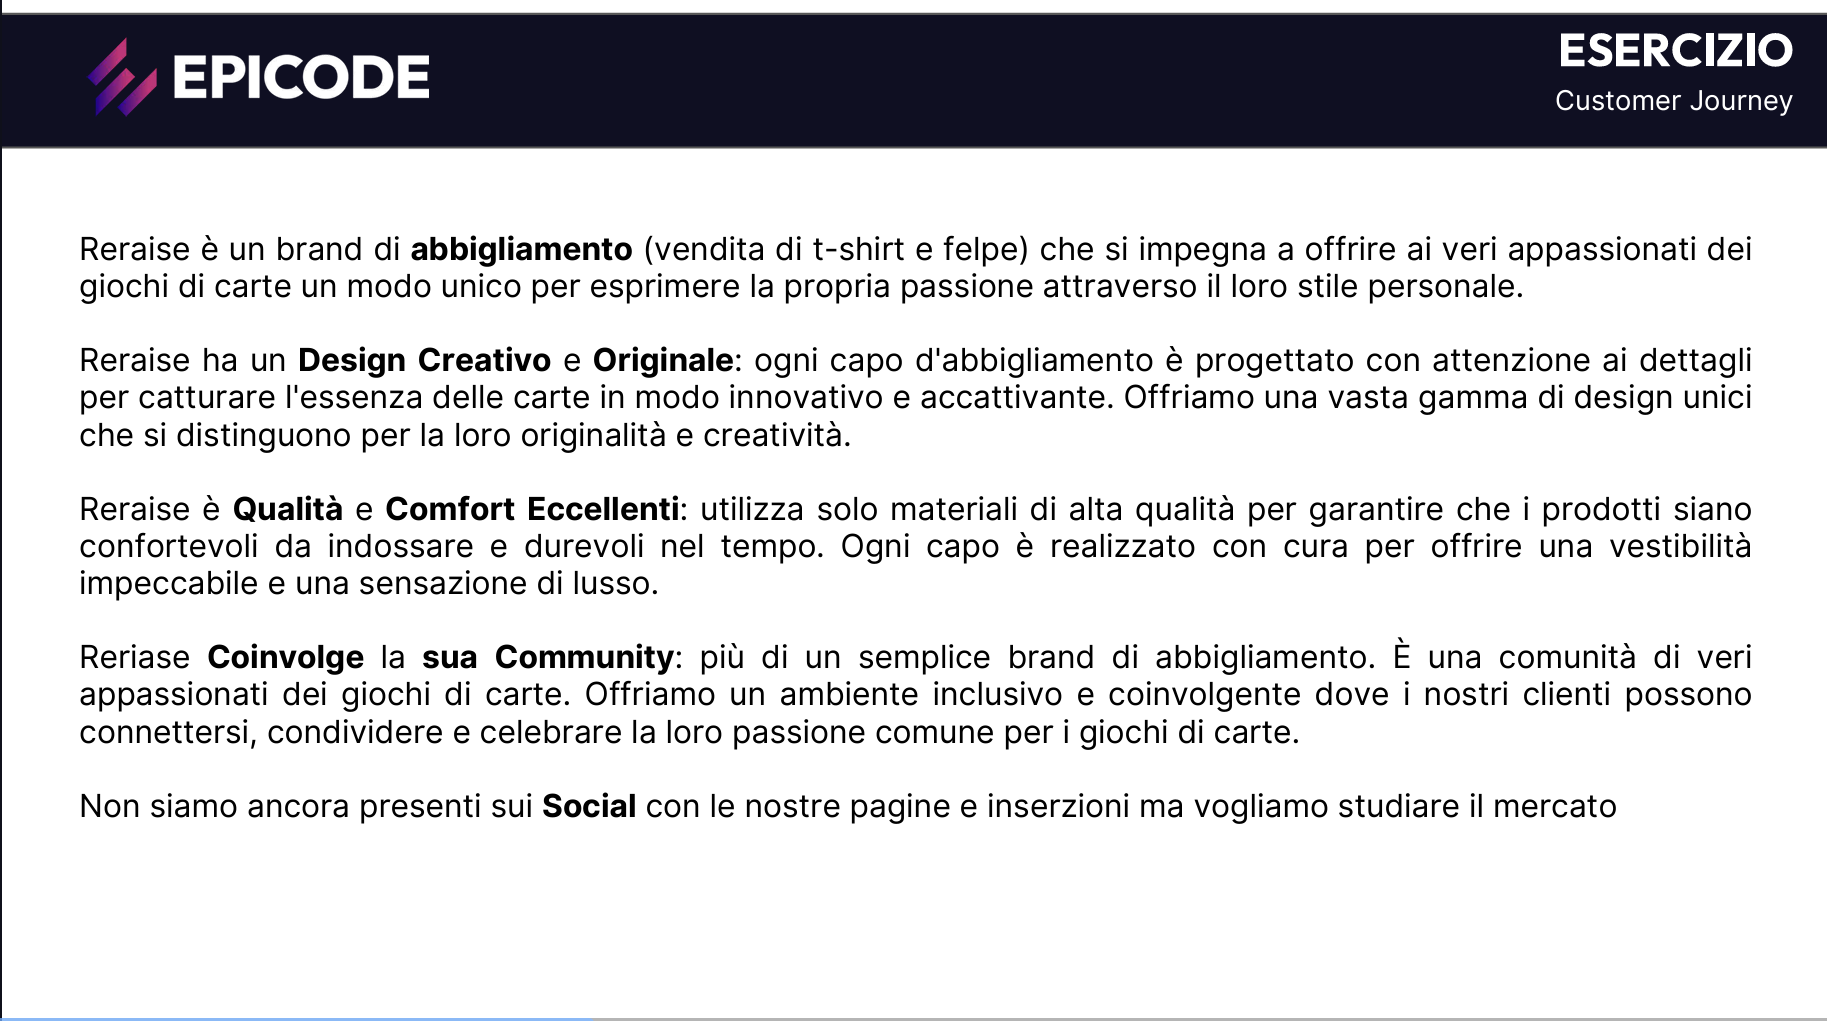 EPICODE
ESERCIZIO
Customer Journey
Reraise è un brand di abbigliamento (vendita di t-shirt e felpe) che si impegna a offrire ai veri appassionati dei
giochi di carte un modo unico per esprimere la propria passione attraverso il loro stile personale.
Reraise ha un Design Creativo e Originale: ogni capo d'abbigliamento è progettato con attenzione ai dettagli
per catturare l'essenza delle carte in modo innovativo e accattivante. Offriamo una vasta gamma di design unici
che si distinguono per la loro originalità e creatività.
Reraise è Qualità e Comfort Eccellenti: utilizza solo materiali di alta qualità per garantire che i prodotti siano
confortevoli da indossare e durevoli nel tempo. Ogni capo è realizzato con cura per offrire una vestibilità
impeccabile e una sensazione di lusso.
Reriase Coinvolge la sua Community: più di un semplice brand di abbigliamento. È una comunità di veri
appassionati dei giochi di carte. Offriamo un ambiente inclusivo e coinvolgente dove i nostri clienti possono
connettersi, condividere e celebrare la loro passione comune per i giochi di carte.
Non siamo ancora presenti sui Social con le nostre pagine e inserzioni ma vogliamo studiare il mercato